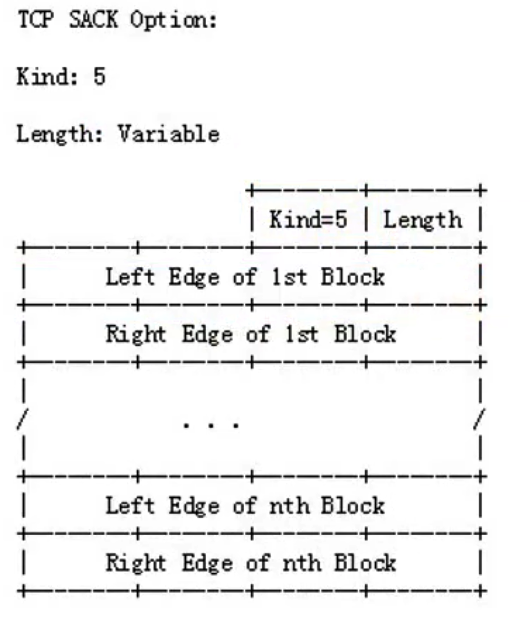 TCP SACK Option:
Kind: 5
Length: Variable
+--------+--------+
| Kind=5 | Length |
+--------+--------+--------+--------+
| Left Edge of 1st Block |
+--------+--------+--------+--------+
| Right Edge of 1st Block |
+--------+--------+--------+--------+
| |
/ . . . /
| |
+--------+--------+--------+--------+
| Left Edge of nth Block |
+--------+--------+--------+--------+
| Right Edge of nth Block |
+--------+--------+--------+--------+